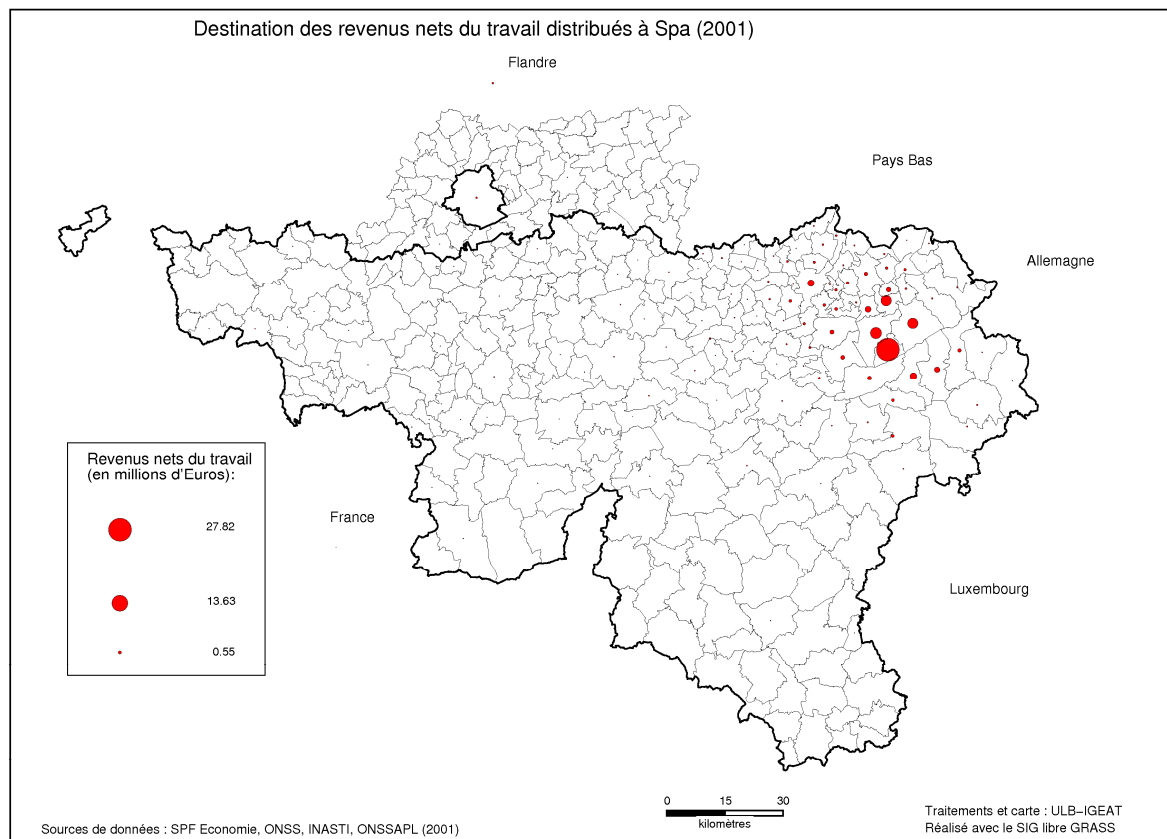 Destination des revenus nets du travail distribués à Spa (2001)
Flandre
Pays Bas
Allemagne
Revenus nets du travail
(en millions d'Euros):
27.82
13.63
0.55
France
Luxembourg
0 15 30
kilomètres
Sources de données : SPF Economie, ONSS, INASTI, ONSSAPL (2001)
Traitements et carte : ULB-IGEAT
Réalisé avec le SIG libre GRASS